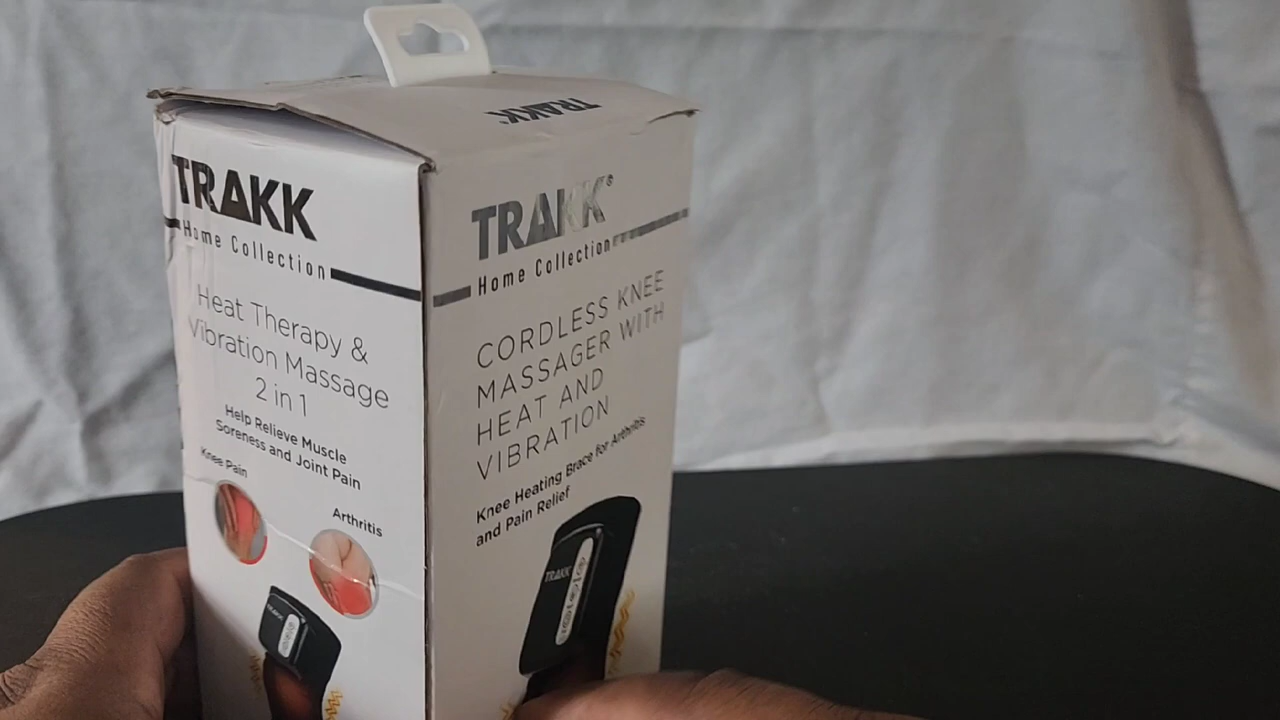 TRAKK
TRAKK
Home Collection
Heat Therapy &
Vibration Massage
2 in 1
Help Relieve Muscle
Soreness and Joint Pain
Knee Pain
Arthritis
TRAKK
TRAKK®
Home Collection
CORDLESS KNEE
MASSAGER WITH
HEAT AND
VIBRATION
Knee Heating Brace for Arthritis
and Pain Relief
TRAKK